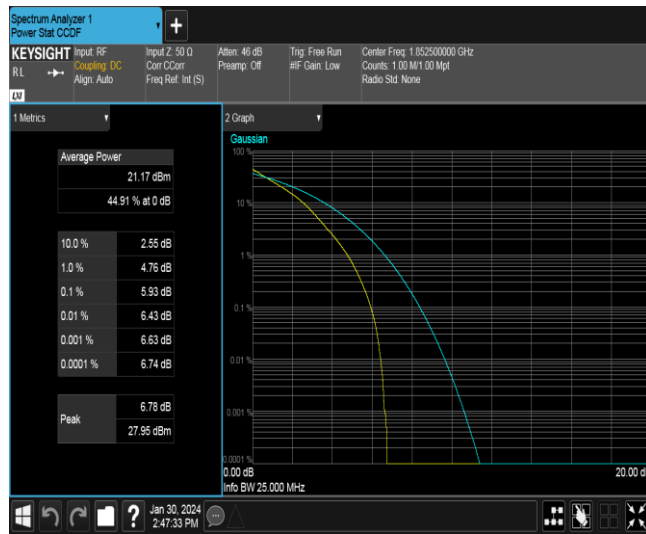 Spectrum Analyzer 1
Power Stat CCDF
+
KEYSIGHT
RL
LXI
Input: RF
Coupling: DC
Align: Auto
Input Z: 50 Ω
Corr CCorr
Freq Ref: Int (S)
Atten: 46 dB
Preamp: Off
Trig: Free Run
#IF Gain: Low
Center Freq: 1.852500000 GHz
Counts: 1.00 M/1.00 Mpt
Radio Std: None
1 Metrics
Average Power
21.17 dBm
44.91 % at 0 dB
10.0 % 2.55 dB
1.0 % 4.76 dB
0.1 % 5.93 dB
0.01 % 6.43 dB
0.001 % 6.63 dB
0.0001 % 6.74 dB
Peak
6.78 dB
27.95 dBm
2 Graph
Gaussian
100 %
10 %
1 %
0.1 %
0.01 %
0.001 %
0.0001 %
0.00 dB
20.00 d
Info BW 25.000 MHz
?
Jan 30, 2024
2:47:33 PM